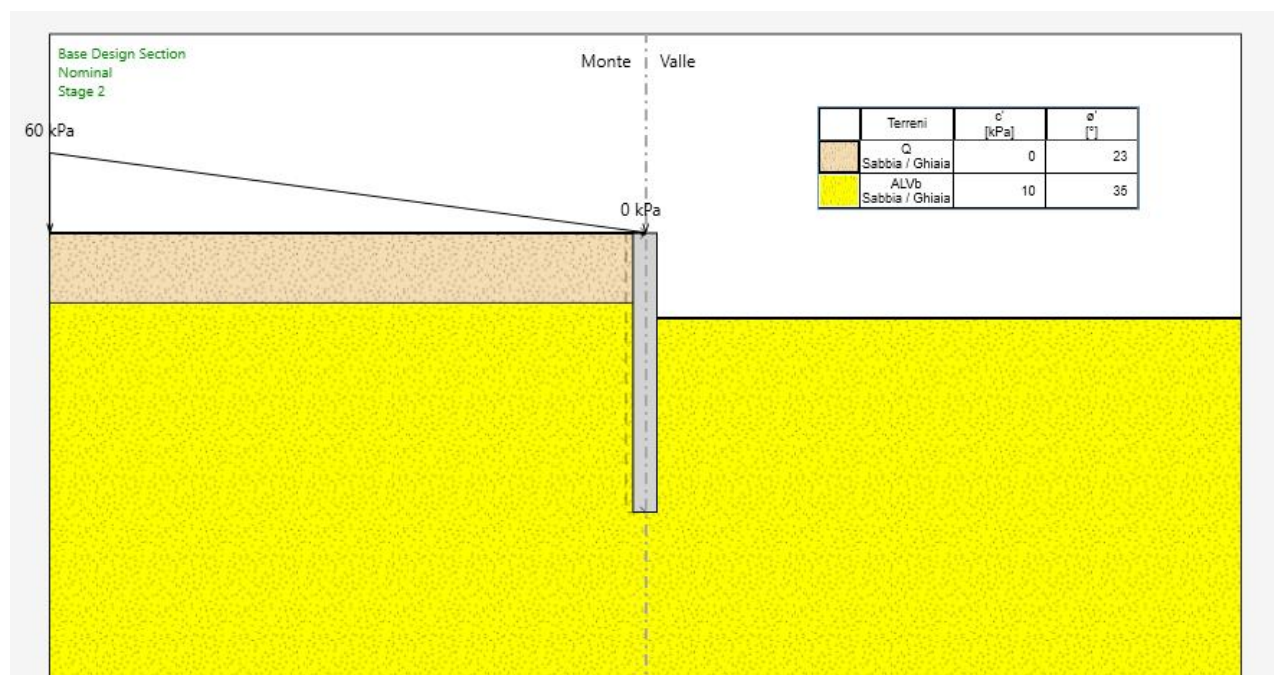 Base Design Section
Nominal
Stage 2
Monte Valle
60 kPa
0 kPa
Terreni c' [kPa] ø' [°]
Q
Sabbia / Ghiaia 0 23
ALVb
Sabbia / Ghiaia 10 35